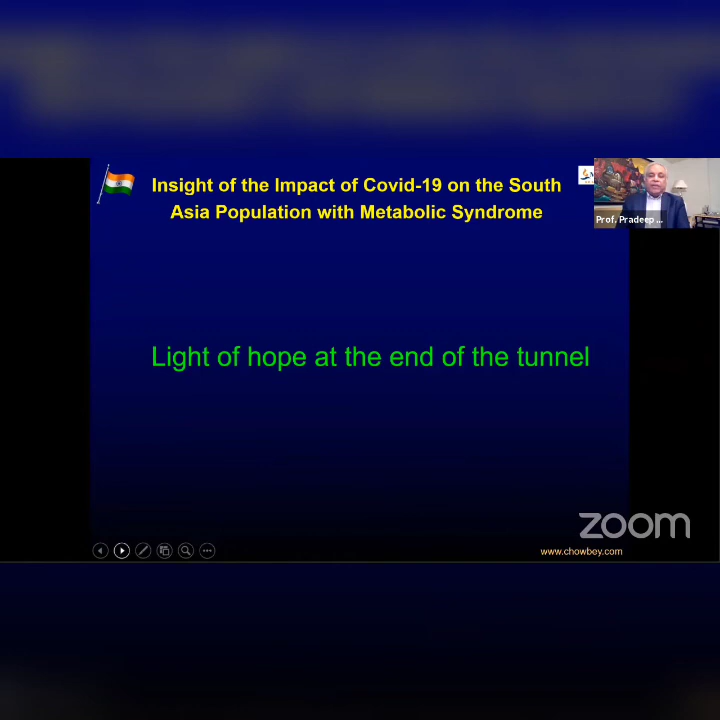 Insight of the Impact of Covid-19 on the South
Asia Population with Metabolic Syndrome
Prof. Pradeep ...
Light of hope at the end of the tunnel
zoom
www.chowbey.com